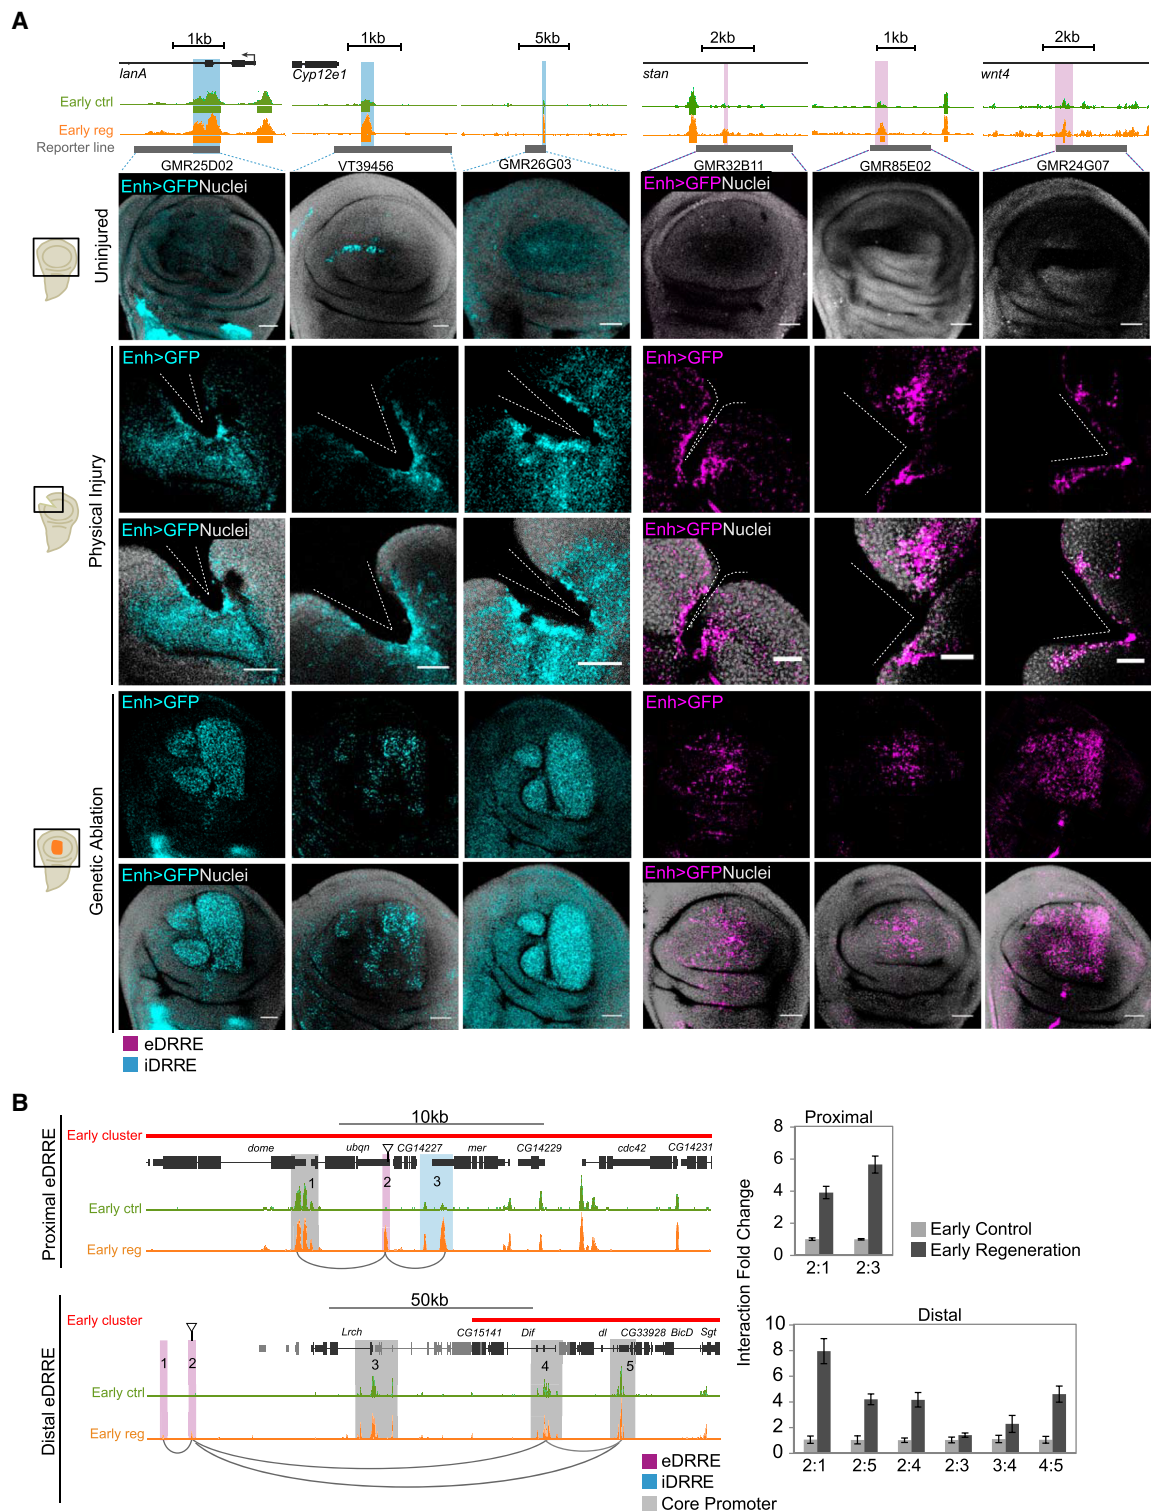 A
1kb 1kb 5kb 2kb 1kb 2kb
lanA Cyp12e1 stan wnt4
Early ctrl
Early reg
Reporter line
GMR25D02 VT39456 GMR26G03 GMR32B11 GMR85E02 GMR24G07
Uninjured
Enh>GFPNuclei Enh>GFPNuclei
Physical Injury
Enh>GFP Enh>GFP
Enh>GFPNuclei Enh>GFPNuclei
Genetic Ablation
Enh>GFP Enh>GFP
Enh>GFPNuclei Enh>GFPNuclei
eDRRE
iDRRE
B
Proximal eDRRE
10kb
Early cluster
dome ubqn CG14227 mer CG14229 cdc42 CG14231
1 2 3
Early ctrl
Early reg
Distal eDRRE
50kb
Early cluster
Lrch CG15141 Dif dl CG33928 BicD Sgt
1 2 3 4 5
Early ctrl
Early reg
eDRRE
iDRRE
Core Promoter
Interaction Fold Change
Proximal
8
6
4
2
0
2:1 2:3
Early Control
Early Regeneration
Distal
10
8
6
4
2
0
2:1 2:5 2:4 2:3 3:4 4:5